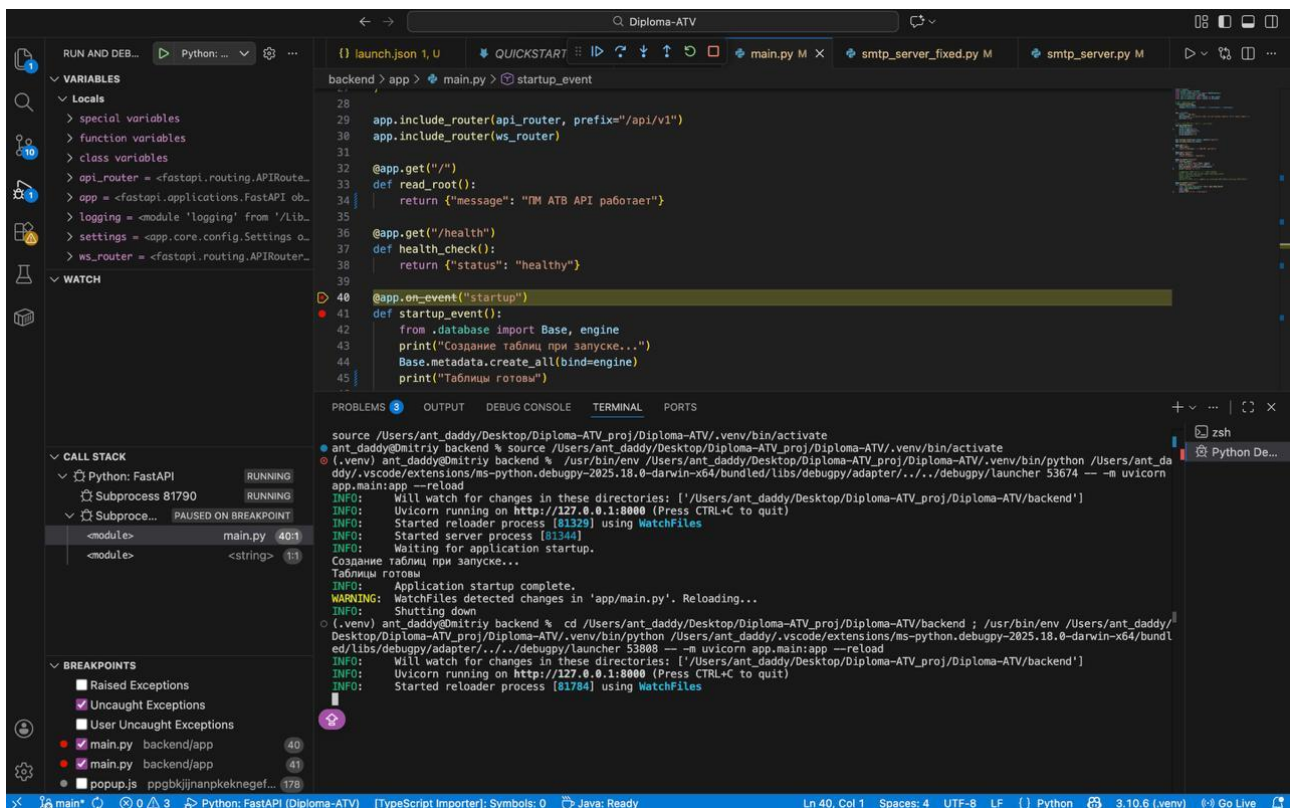 Diploma-ATV
RUN AND DEB... Python: ...
VARIABLES
Locals
special variables
function variables
class variables
api_router = <fastapi.routing.APIRoute...
app = <fastapi.applications.FastAPI ob...
logging = <module 'logging' from '/Lib...
settings = <app.core.config.Settings o...
ws_router = <fastapi.routing.APIRouter...
WATCH
CALL STACK
Python: FastAPI RUNNING
Subprocess 81790 RUNNING
Subproce... PAUSED ON BREAKPOINT
<module> main.py 40:1
<module> <string> 1:1
BREAKPOINTS
Raised Exceptions
Uncaught Exceptions
User Uncaught Exceptions
main.py backend/app 40
main.py backend/app 41
popup.js ppgbkjijnanpkeknegef... 178
{} launch.json 1, U QUICKSTART main.py M smtp_server_fixed.py M smtp_server.py M
backend > app > main.py > startup_event
28
29 app.include_router(api_router, prefix="/api/v1")
30 app.include_router(ws_router)
31
32 @app.get("/")
33 def read_root():
34 return {"message": "ПМ АТВ API работает"}
35
36 @app.get("/health")
37 def health_check():
38 return {"status": "healthy"}
39
40 @app.on_event("startup")
41 def startup_event():
42 from .database import Base, engine
43 print("Создание таблиц при запуске...")
44 Base.metadata.create_all(bind=engine)
45 print("Таблицы готовы")
PROBLEMS 3 OUTPUT DEBUG CONSOLE TERMINAL PORTS
zsh
Python De...
source /Users/ant_daddy/Desktop/Diploma-ATV_proj/Diploma-ATV/.venv/bin/activate
ant_daddy@Dmitriy backend % source /Users/ant_daddy/Desktop/Diploma-ATV_proj/Diploma-ATV/.venv/bin/activate
(.venv) ant_daddy@Dmitriy backend % /usr/bin/env /Users/ant_daddy/Desktop/Diploma-ATV_proj/Diploma-ATV/.venv/bin/python /Users/ant_da
ddy/.vscode/extensions/ms-python.debugpy-2025.18.0-darwin-x64/bundled/libs/debugpy/adapter/../../debugpy/launcher 53674 -- -m uvicorn
app.main:app --reload
INFO: Will watch for changes in these directories: ['/Users/ant_daddy/Desktop/Diploma-ATV_proj/Diploma-ATV/backend']
INFO: Uvicorn running on http://127.0.0.1:8000 (Press CTRL+C to quit)
INFO: Started reloader process [81329] using WatchFiles
INFO: Started server process [81344]
INFO: Waiting for application startup.
Создание таблиц при запуске...
Таблицы готовы
INFO: Application startup complete.
WARNING: WatchFiles detected changes in 'app/main.py'. Reloading...
INFO: Shutting down
(.venv) ant_daddy@Dmitriy backend % cd /Users/ant_daddy/Desktop/Diploma-ATV_proj/Diploma-ATV/backend ; /usr/bin/env /Users/ant_daddy/
Desktop/Diploma-ATV_proj/Diploma-ATV/.venv/bin/python /Users/ant_daddy/.vscode/extensions/ms-python.debugpy-2025.18.0-darwin-x64/bundl
ed/libs/debugpy/adapter/../../debugpy/launcher 53808 -- -m uvicorn app.main:app --reload
INFO: Will watch for changes in these directories: ['/Users/ant_daddy/Desktop/Diploma-ATV_proj/Diploma-ATV/backend']
INFO: Uvicorn running on http://127.0.0.1:8000 (Press CTRL+C to quit)
INFO: Started reloader process [81784] using WatchFiles
main* 0 3 Python: FastAPI (Diploma-ATV) [TypeScript Importer]: Symbols: 0 Java: Ready Ln 40, Col 1 Spaces: 4 UTF-8 LF {} Python 3.10.6 (.venv) Go Live